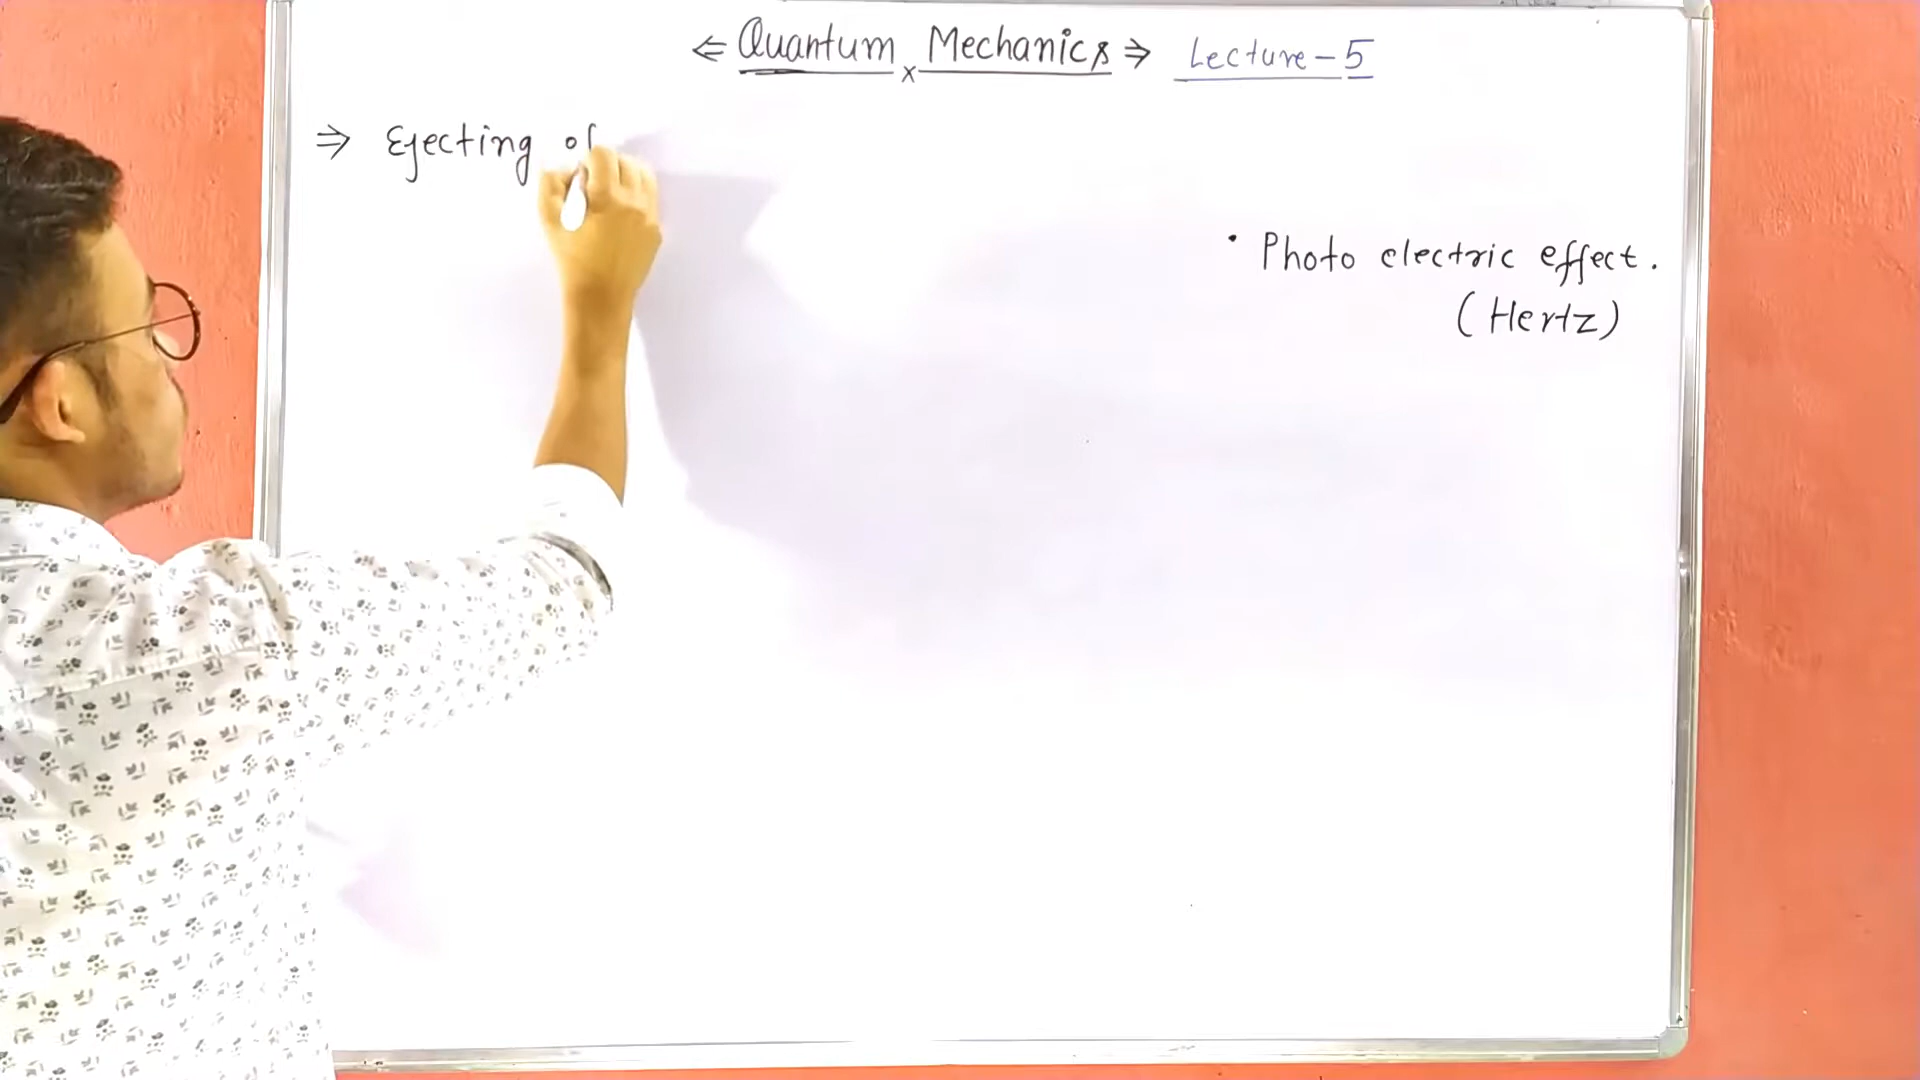 ⇐ Quantum x Mechanics ⇒ Lecture - 5
⇒ Ejecting of
• Photo electric effect.
(Hertz)